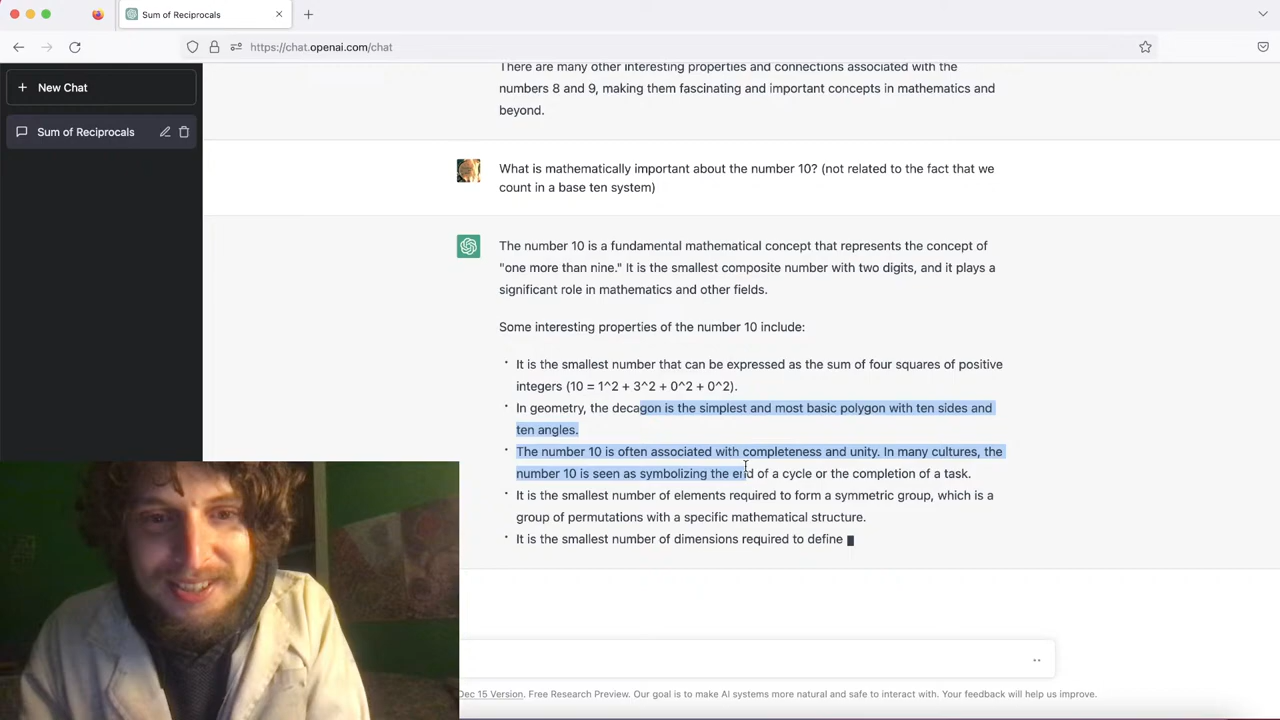 Sum of Reciprocals
https://chat.openai.com/chat
New Chat
Sum of Reciprocals
There are many other interesting properties and connections associated with the
numbers 8 and 9, making them fascinating and important concepts in mathematics and
beyond.
What is mathematically important about the number 10? (not related to the fact that we
count in a base ten system)
The number 10 is a fundamental mathematical concept that represents the concept of
"one more than nine." It is the smallest composite number with two digits, and it plays a
significant role in mathematics and other fields.
Some interesting properties of the number 10 include:
• It is the smallest number that can be expressed as the sum of four squares of positive
integers (10 = 1^2 + 3^2 + 0^2 + 0^2).
• In geometry, the decagon is the simplest and most basic polygon with ten sides and
ten angles.
• The number 10 is often associated with completeness and unity. In many cultures, the
number 10 is seen as symbolizing the end of a cycle or the completion of a task.
• It is the smallest number of elements required to form a symmetric group, which is a
group of permutations with a specific mathematical structure.
• It is the smallest number of dimensions required to define
Dec 15 Version. Free Research Preview. Our goal is to make AI systems more natural and safe to interact with. Your feedback will help us improve.